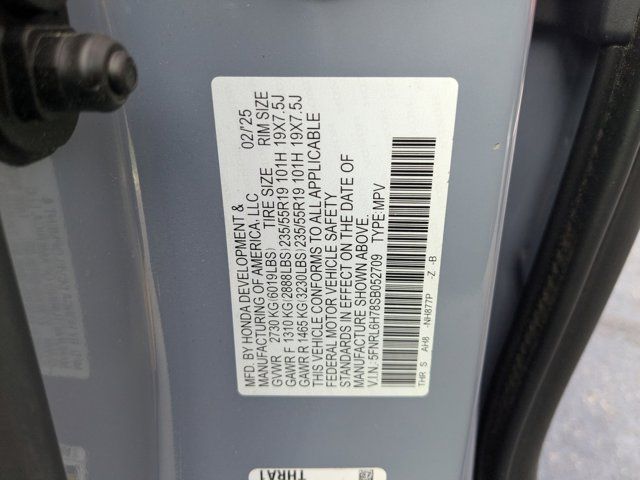 MFD. BY HONDA DEVELOPMENT & 02/'25
MANUFACTURING OF AMERICA, LLC
GVWR 2730 KG (6019LBS) TIRE SIZE RIM SIZE
GAWR F 1310 KG (2888LBS) 235/55R19 101H 19X7.5J
GAWR R 1465 KG (3230LBS) 235/55R19 101H 19X7.5J
THIS VEHICLE CONFORMS TO ALL APPLICABLE
FEDERAL MOTOR VEHICLE SAFETY
STANDARDS IN EFFECT ON THE DATE OF
MANUFACTURE SHOWN ABOVE.
V.I.N.: 5FNRL6H78SB052709 TYPE:MPV
THR S AH8 -NH877P -Z -B
THRA1